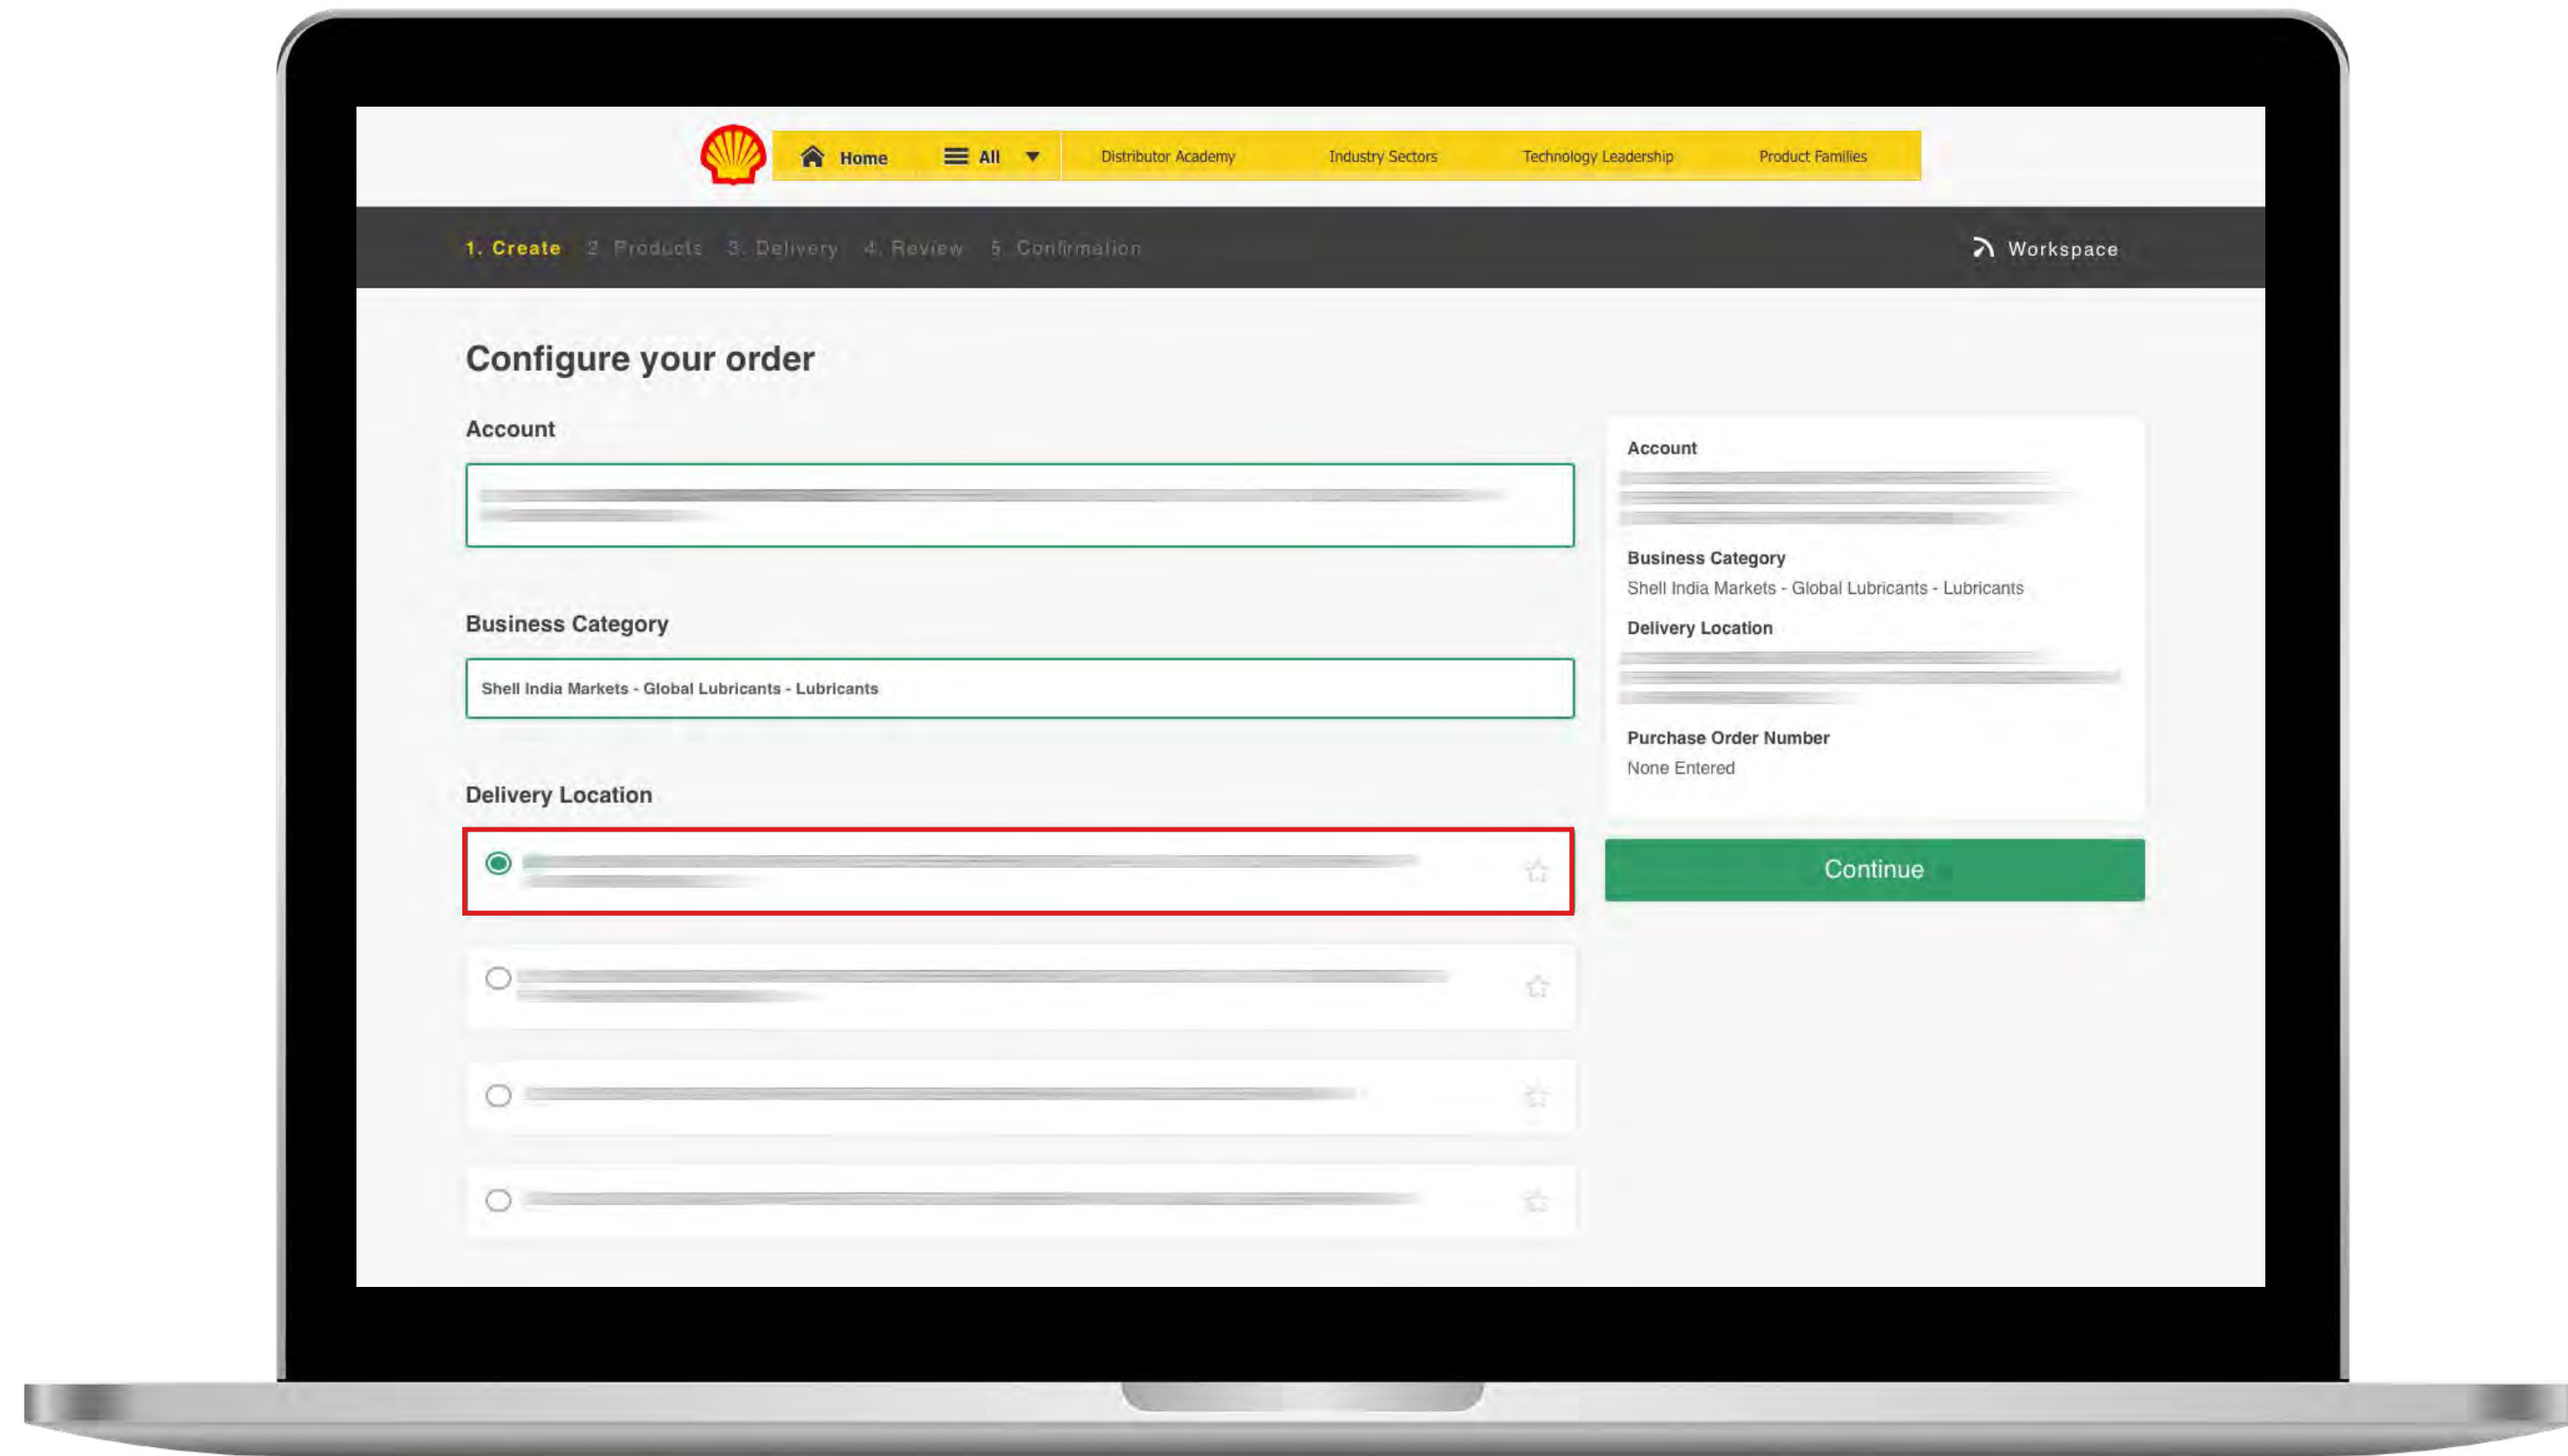 Home All Distributor Academy Industry Sectors Technology Leadership Product Families
1. Create 2. Products 3. Delivery 4. Review 5. Confirmation Workspace
Configure your order
Account
Business Category
Shell India Markets - Global Lubricants - Lubricants
Delivery Location
Account
Business Category
Shell India Markets - Global Lubricants - Lubricants
Delivery Location
Purchase Order Number
None Entered
Continue